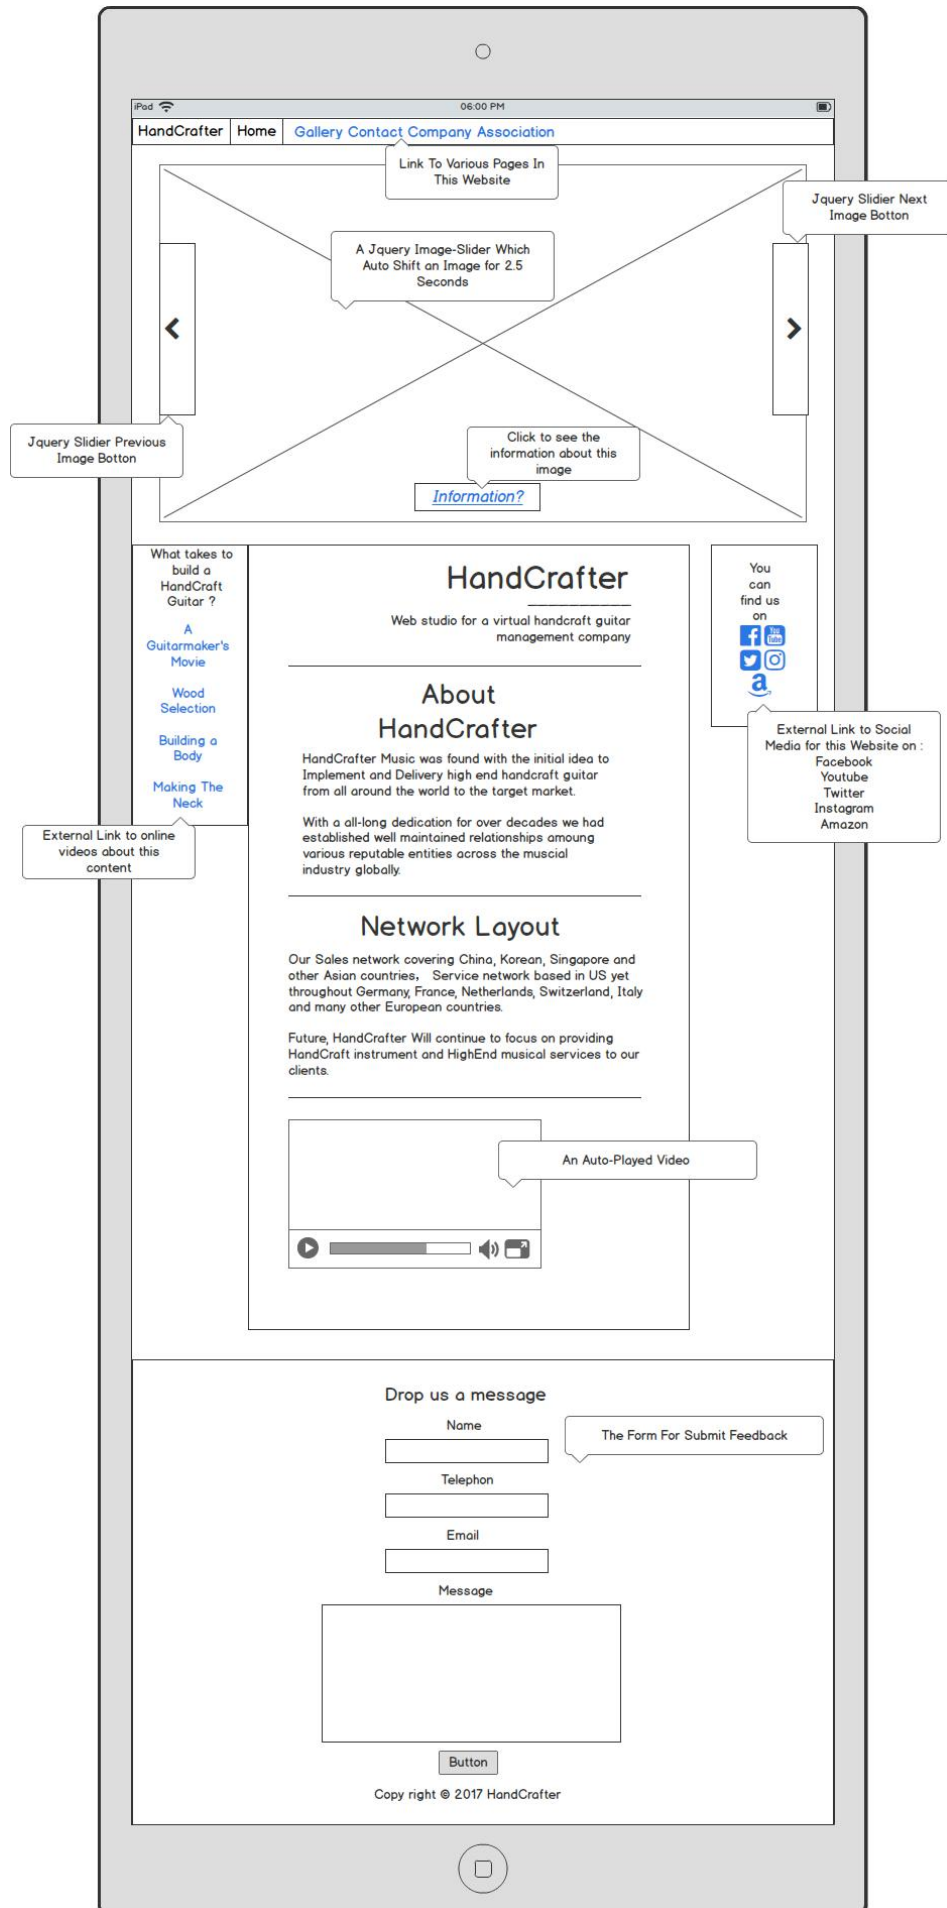 iPad
06:00 PM
HandCrafter
Home
Gallery Contact Company Association
Link To Various Pages In
This Website
Jquery Slidier Next
Image Botton
A Jquery Image-Slider Which
Auto Shift an Image for 2.5
Seconds
Jquery Slidier Previous
Image Botton
Click to see the
information about this
image
Information?
What takes to
build a
HandCraft
Guitar ?
A
Guitarmaker's
Movie
Wood
Selection
Building a
Body
Making The
Neck
External Link to online
videos about this
content
HandCrafter
Web studio for a virtual handcraft guitar
management company
About
HandCrafter
HandCrafter Music was found with the initial idea to
Implement and Delivery high end handcraft guitar
from all around the world to the target market.
With a all-long dedication for over decades we had
established well maintained relationships amoung
various reputable entities across the muscial
industry globally.
Network Layout
Our Sales network covering China, Korean, Singapore and
other Asian countries， Service network based in US yet
throughout Germany, France, Netherlands, Switzerland, Italy
and many other European countries.
Future, HandCrafter Will continue to focus on providing
HandCraft instrument and HighEnd musical services to our
clients.
An Auto-Played Video
You
can
find us
on
You
Tube
a
External Link to Social
Media for this Website on :
Facebook
Youtube
Twitter
Instagram
Amazon
Drop us a message
Name
The Form For Submit Feedback
Telephon
Email
Message
Button
Copy right © 2017 HandCrafter